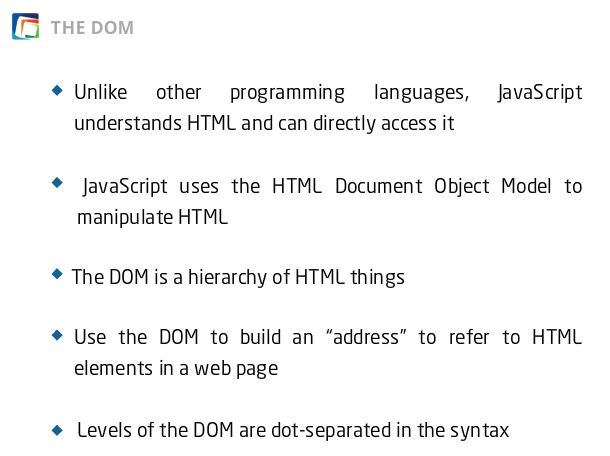 THE DOM
Unlike other programming languages, JavaScript
understands HTML and can directly access it
JavaScript uses the HTML Document Object Model to
manipulate HTML
The DOM is a hierarchy of HTML things
Use the DOM to build an “address” to refer to HTML
elements in a web page
Levels of the DOM are dot-separated in the syntax